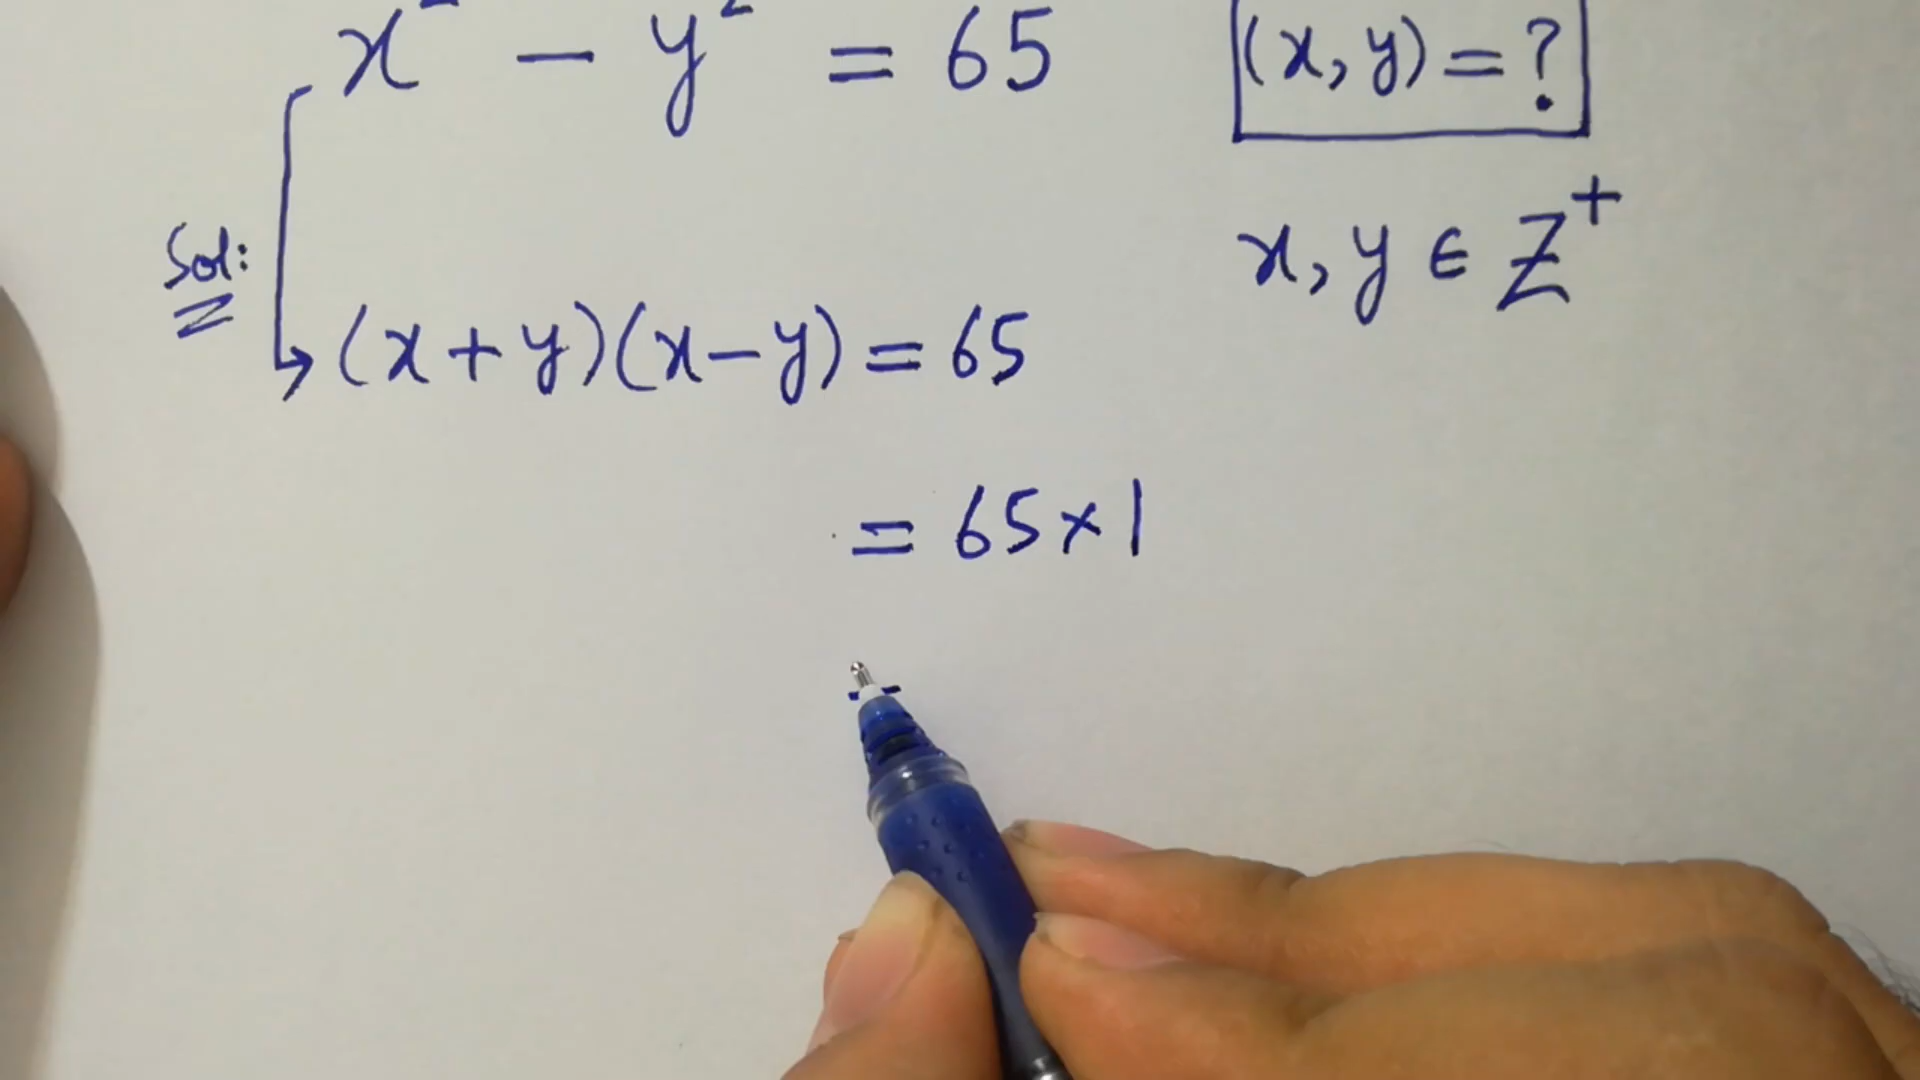 x² - y² = 65
(x, y) = ?
x, y ∈ Z⁺
Sol:
(x + y)(x - y) = 65
= 65 × 1